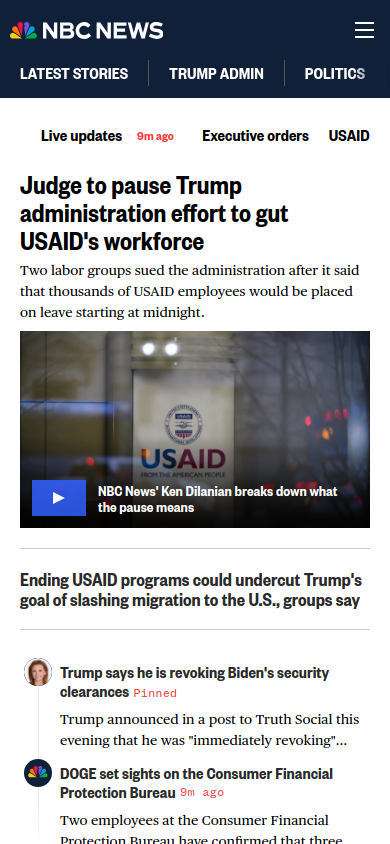 NBC NEWS
LATEST STORIES
TRUMP ADMIN
POLITICS
Live updates 9m ago Executive orders USAID
Judge to pause Trump
administration effort to gut
USAID's workforce
Two labor groups sued the administration after it said
that thousands of USAID employees would be placed
on leave starting at midnight.
USAID
USAID
FROM THE AMERICAN PEOPLE
NBC News' Ken Dilanian breaks down what
the pause means
Ending USAID programs could undercut Trump's
goal of slashing migration to the U.S., groups say
Trump says he is revoking Biden's security
clearances Pinned
Trump announced in a post to Truth Social this
evening that he was "immediately revoking"...
DOGE set sights on the Consumer Financial
Protection Bureau 9m ago
Two employees at the Consumer Financial
Protection Bureau have confirmed that three